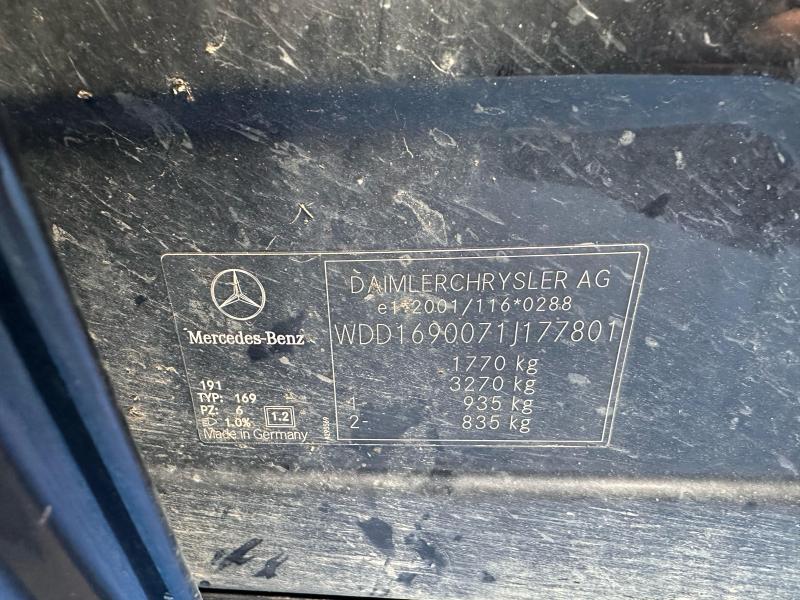 Mercedes-Benz
191
TYP: 169
PZ: 6
1.0%
1.2
Made in Germany
DAIMLERCHRYSLER AG
e1*2001/116*0288
WDD1690071J177801
1770 kg
3270 kg
1- 935 kg
2- 835 kg